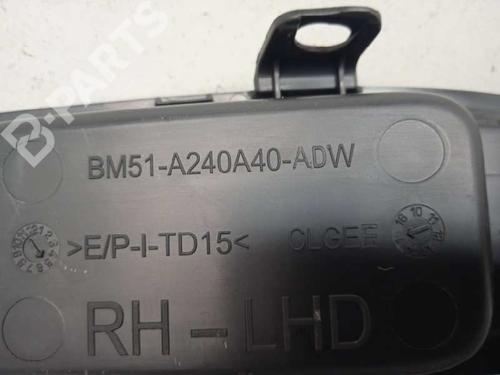 B-PARTS
BM51-A240A40-ADW
>E/P-I-TD15< CLGEE
RH-LHD